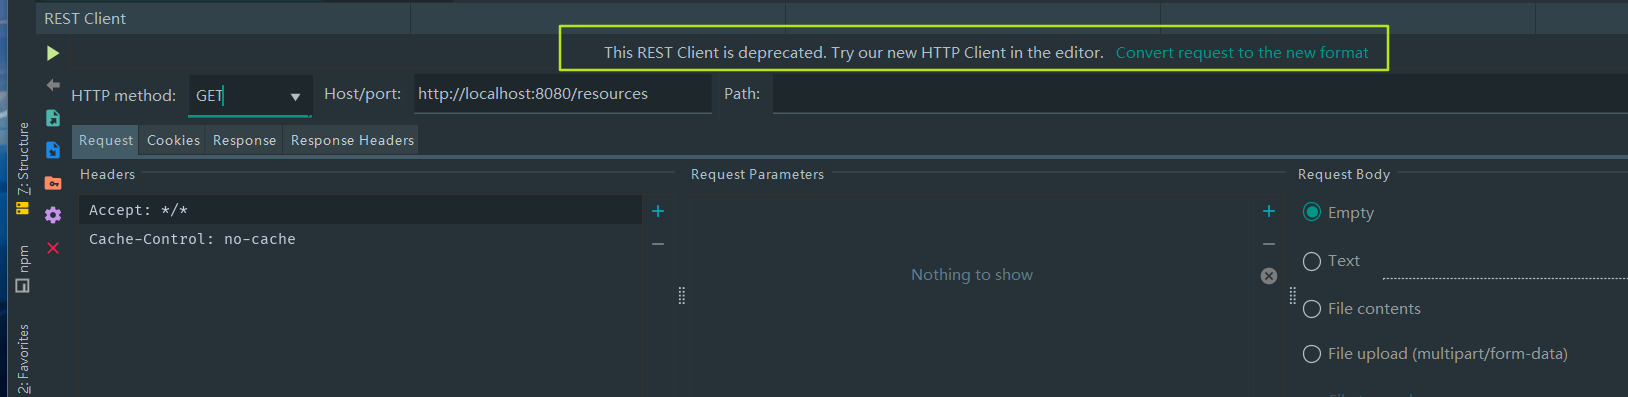 REST Client
This REST Client is deprecated. Try our new HTTP Client in the editor. Convert request to the new format
HTTP method: GET Host/port: http://localhost:8080/resources Path:
Request Cookies Response Response Headers
Headers Request Parameters Request Body
Accept: */*
Cache-Control: no-cache
Nothing to show
Empty
Text
File contents
File upload (multipart/form-data)
7: Structure
npm
2: Favorites